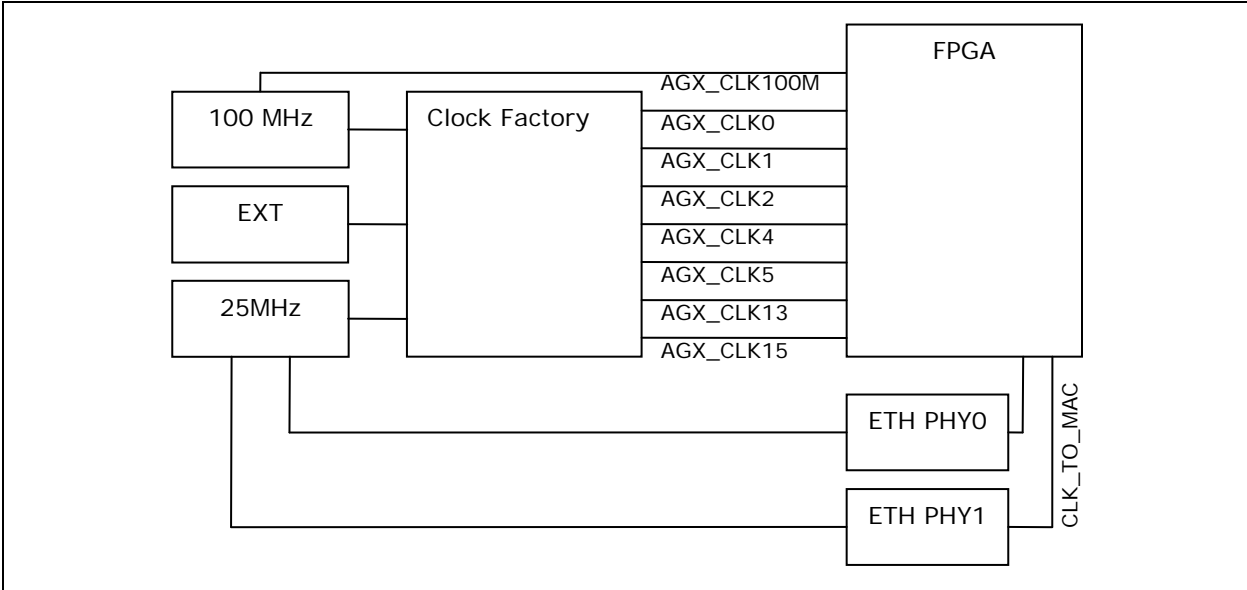 FPGA
AGX_CLK100M
100 MHz
Clock Factory
AGX_CLK0
AGX_CLK1
EXT
AGX_CLK2
AGX_CLK4
AGX_CLK5
25MHz
AGX_CLK13
AGX_CLK15
ETH PHY0
CLK_TO_MAC
ETH PHY1